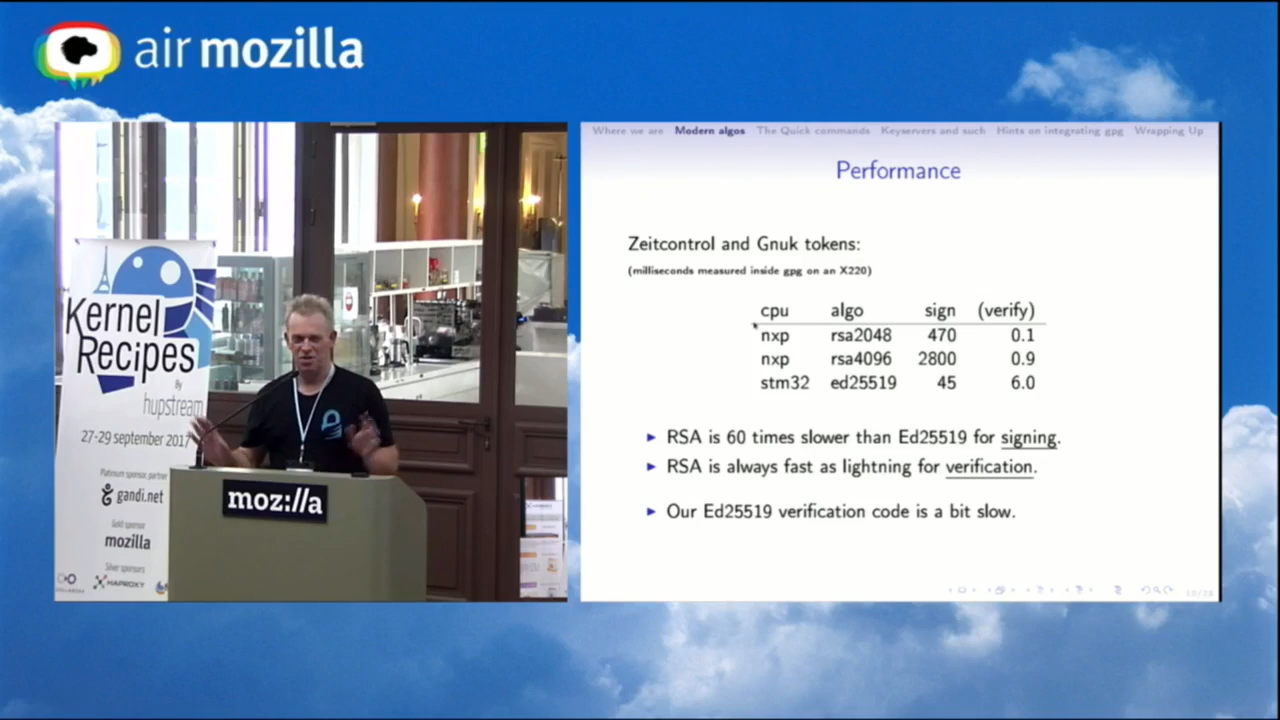 air mozilla
Kernel
Recipes
By
hupstream
27-29 september 2017
Platinum sponsor, partner
gandi.net
Gold sponsor
mozilla
Silver sponsors
HAPROXY
moz://a
Where we are Modern algos The Quick commands Keyservers and such Hints on integrating gpg Wrapping Up
Performance
Zeitcontrol and Gnuk tokens:
(milliseconds measured inside gpg on an X220)
cpu algo sign (verify)
nxp rsa2048 470 0.1
nxp rsa4096 2800 0.9
stm32 ed25519 45 6.0
RSA is 60 times slower than Ed25519 for signing.
RSA is always fast as lightning for verification.
Our Ed25519 verification code is a bit slow.